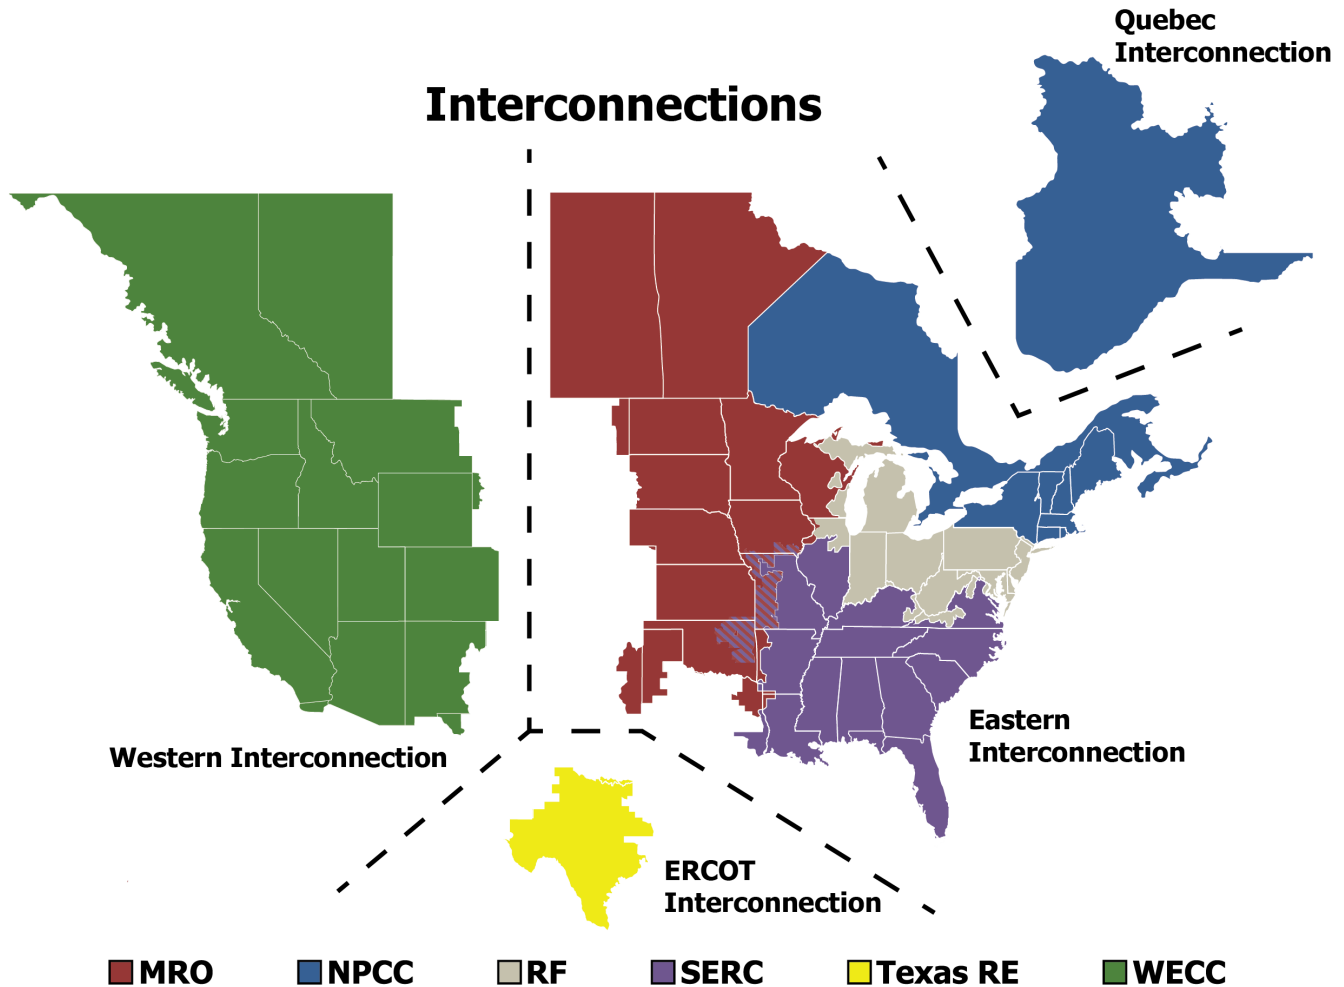 Quebec
Interconnection
Interconnections
Eastern
Interconnection
Western Interconnection
ERCOT
Interconnection
MRO
NPCC
RF
SERC
Texas RE
WECC